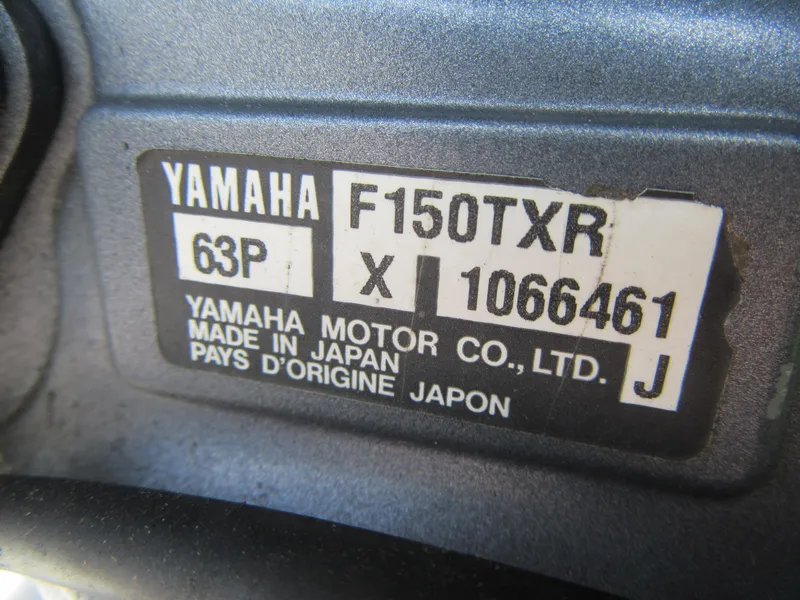 YAMAHA F150TXR
63P X 1066461
YAMAHA MOTOR CO., LTD. J
MADE IN JAPAN
PAYS D'ORIGINE JAPON